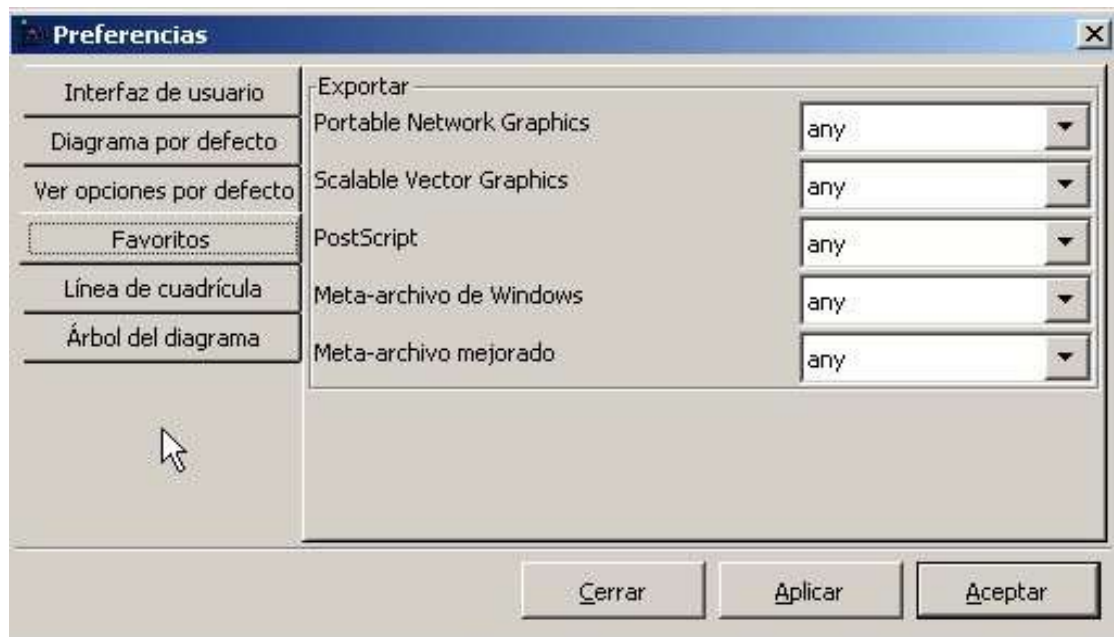 Preferencias
Interfaz de usuario
Diagrama por defecto
Ver opciones por defecto
Favoritos
Línea de cuadrícula
Árbol del diagrama
Exportar
Portable Network Graphics any
Scalable Vector Graphics any
PostScript any
Meta-archivo de Windows any
Meta-archivo mejorado any
Cerrar Aplicar Aceptar